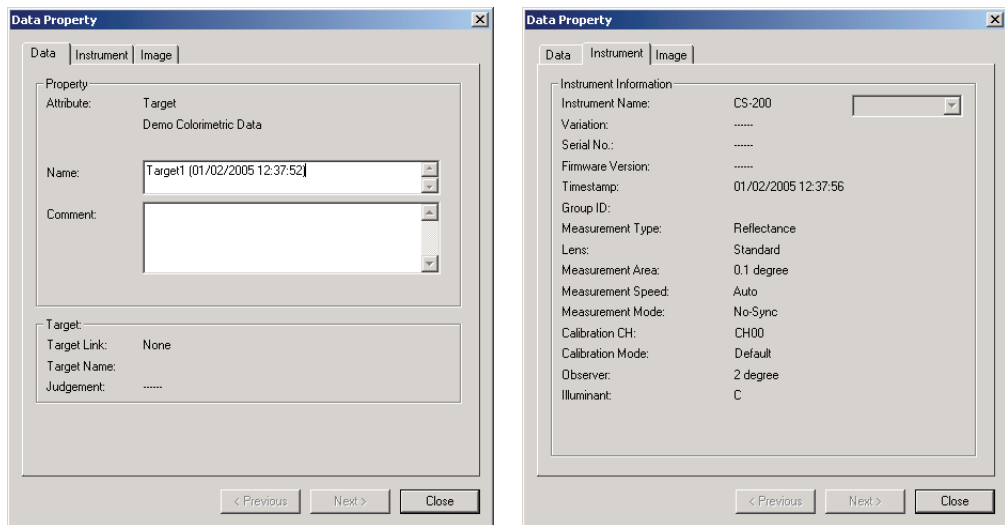 Data Property
Data Instrument Image
Property
Attribute: Target
Demo Colorimetric Data
Name: Target1 (01/02/2005 12:37:52)
Comment:
Target:
Target Link: None
Target Name:
Judgement: ------
< Previous Next > Close
Data Property
Data Instrument Image
Instrument Information
Instrument Name: CS-200
Variation: ------
Serial No.: ------
Firmware Version: ------
Timestamp: 01/02/2005 12:37:56
Group ID:
Measurement Type: Reflectance
Lens: Standard
Measurement Area: 0.1 degree
Measurement Speed: Auto
Measurement Mode: No-Sync
Calibration CH: CH00
Calibration Mode: Default
Observer: 2 degree
Illuminant: C
< Previous Next > Close